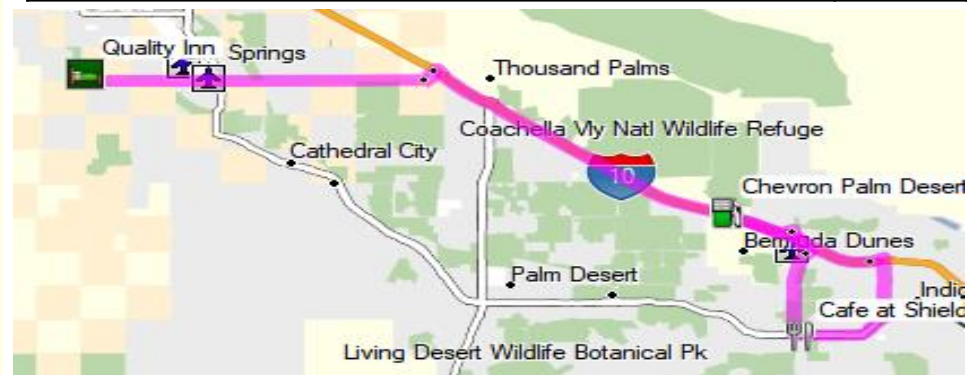 Quality Inn
Springs
Thousand Palms
Coachella Vly Natl Wildlife Refuge
Cathedral City
10
Chevron Palm Desert
Bermuda Dunes
Palm Desert
Indio
Cafe at Shield
Living Desert Wildlife Botanical Pk